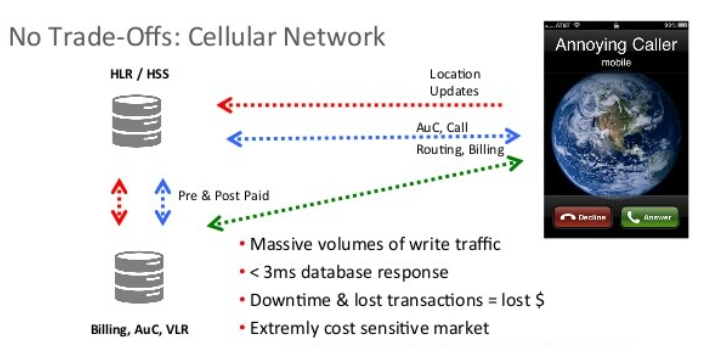 No Trade-Offs: Cellular Network
HLR / HSS
Location
Updates
AuC, Call
Routing, Billing
Pre & Post Paid
Billing, AuC, VLR
• Massive volumes of write traffic
• < 3ms database response
• Downtime & lost transactions = lost $
• Extremly cost sensitive market
AT&T 90%
Annoying Caller
mobile
Decline
Answer